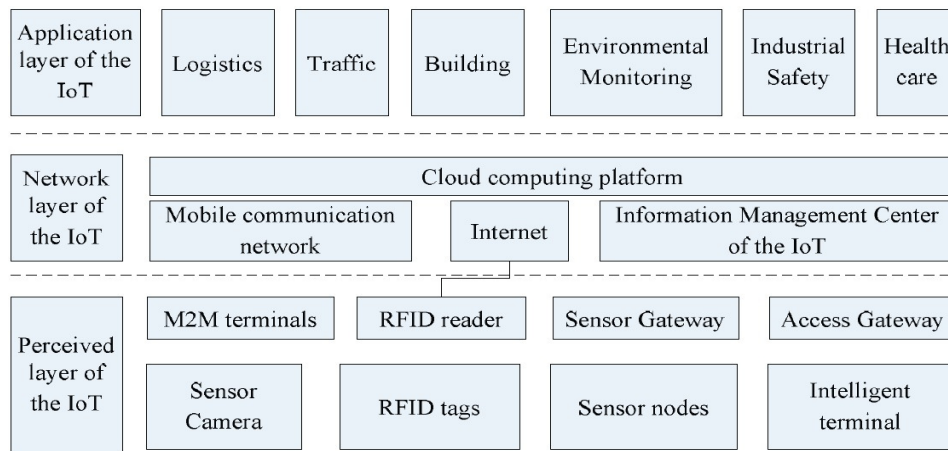 Application
layer of the
IoT
Logistics
Traffic
Building
Environmental
Monitoring
Industrial
Safety
Health
care
Network
layer of
the IoT
Cloud computing platform
Mobile communication
network
Internet
Information Management Center
of the IoT
Perceived
layer of
the IoT
M2M terminals
RFID reader
Sensor Gateway
Access Gateway
Sensor
Camera
RFID tags
Sensor nodes
Intelligent
terminal